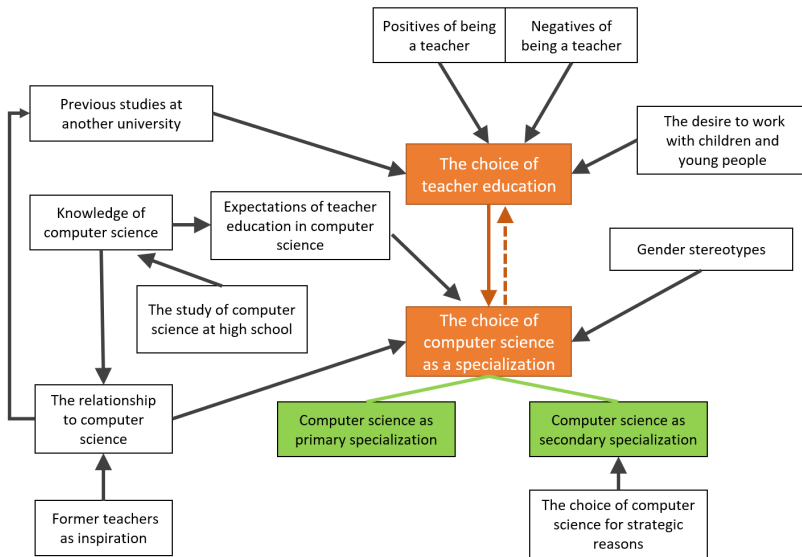 Positives of being
a teacher
Negatives of
being a teacher
Previous studies at
another university
The desire to work
with children and
young people
The choice of
teacher education
Knowledge of
computer science
Expectations of teacher
education in computer
science
Gender stereotypes
The study of computer
science at high school
The choice of
computer science
as a specialization
The relationship
to computer
science
Computer science as
primary specialization
Computer science as
secondary specialization
Former teachers
as inspiration
The choice of computer
science for strategic
reasons